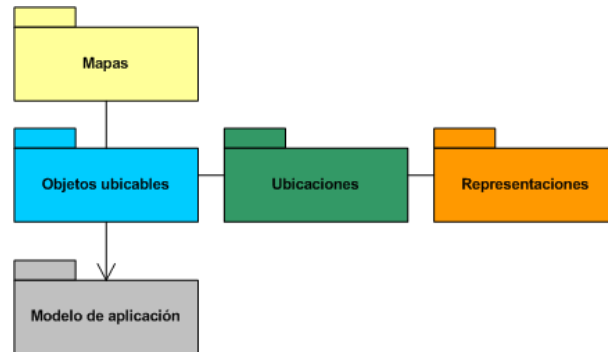 Mapas
Objetos ubicables
Ubicaciones
Representaciones
Modelo de aplicación